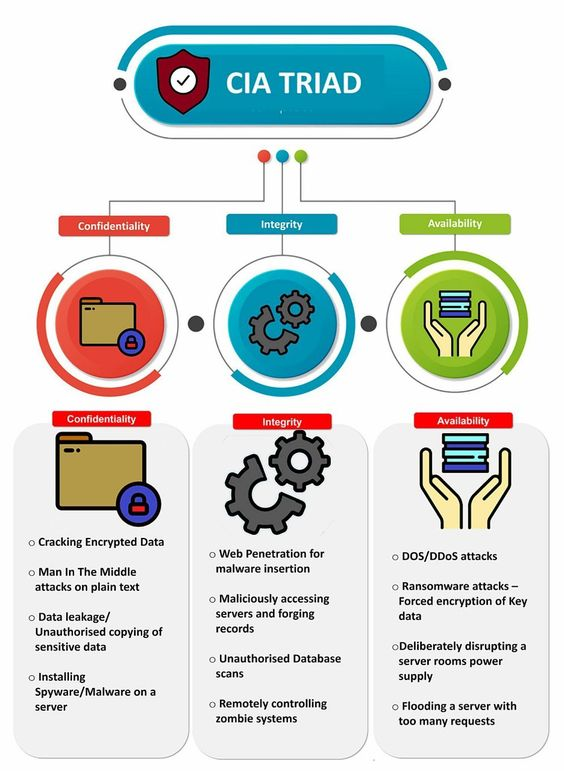 CIA TRIAD
Confidentiality
Integrity
Availability
Confidentiality
Integrity
Availability
o Cracking Encrypted Data
o Man In The Middle
attacks on plain text
o Data leakage/
Unauthorised copying of
sensitive data
o Installing
Spyware/Malware on a
server
o Web Penetration for
malware insertion
o Maliciously accessing
servers and forging
records
o Unauthorised Database
scans
o Remotely controlling
zombie systems
o DOS/DDoS attacks
o Ransomware attacks –
Forced encryption of Key
data
oDeliberately disrupting a
server rooms power
supply
o Flooding a server with
too many requests